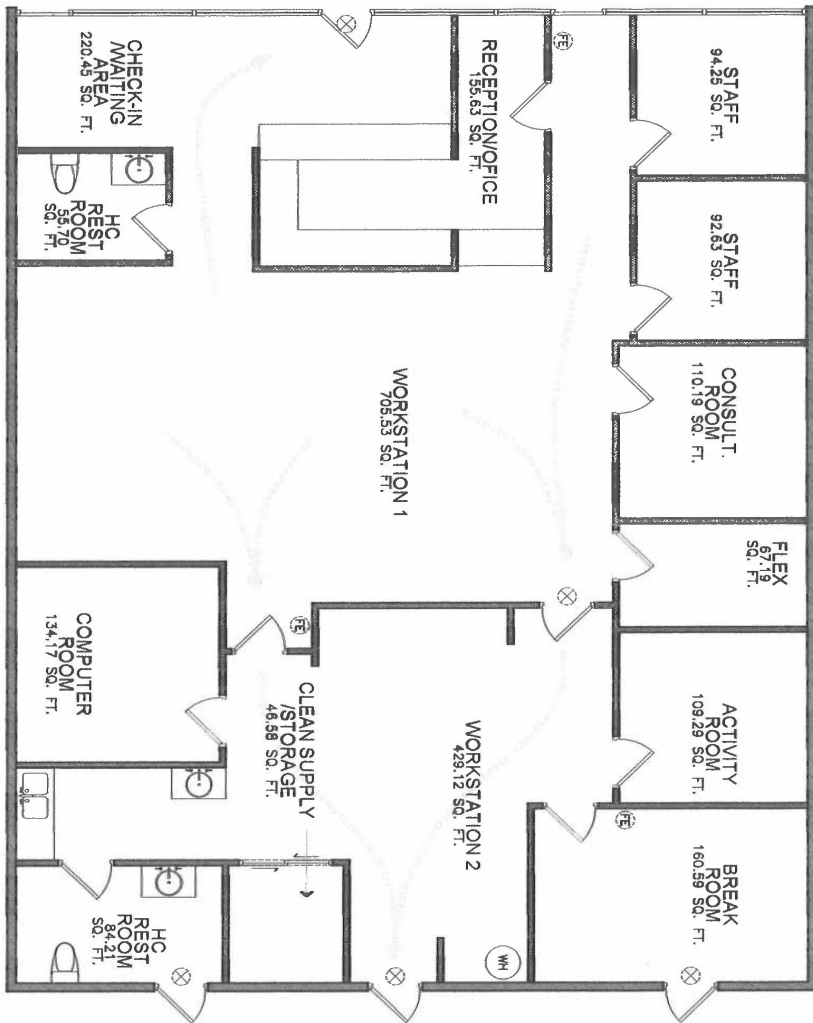 CHECK-IN
/WAITING
AREA
220.45 SQ. FT.
RECEPTION/OFICE
155.63 SQ. FT.
FE
STAFF
94.25 SQ. FT.
HC
REST
ROOM
55.70
SQ. FT.
STAFF
92.63 SQ. FT.
WORKSTATION 1
705.53 SQ. FT.
CONSULT.
ROOM
110.19 SQ. FT.
FLEX
67.19
SQ. FT.
FE
COMPUTER
ROOM
134.17 SQ. FT.
CLEAN SUPPLY
/STORAGE
46.58 SQ. FT.
WORKSTATION 2
429.12 SQ. FT.
ACTIVITY
ROOM
109.29 SQ. FT.
FE
BREAK
ROOM
160.59 SQ. FT.
HC
REST
ROOM
84.21
SQ. FT.
WH